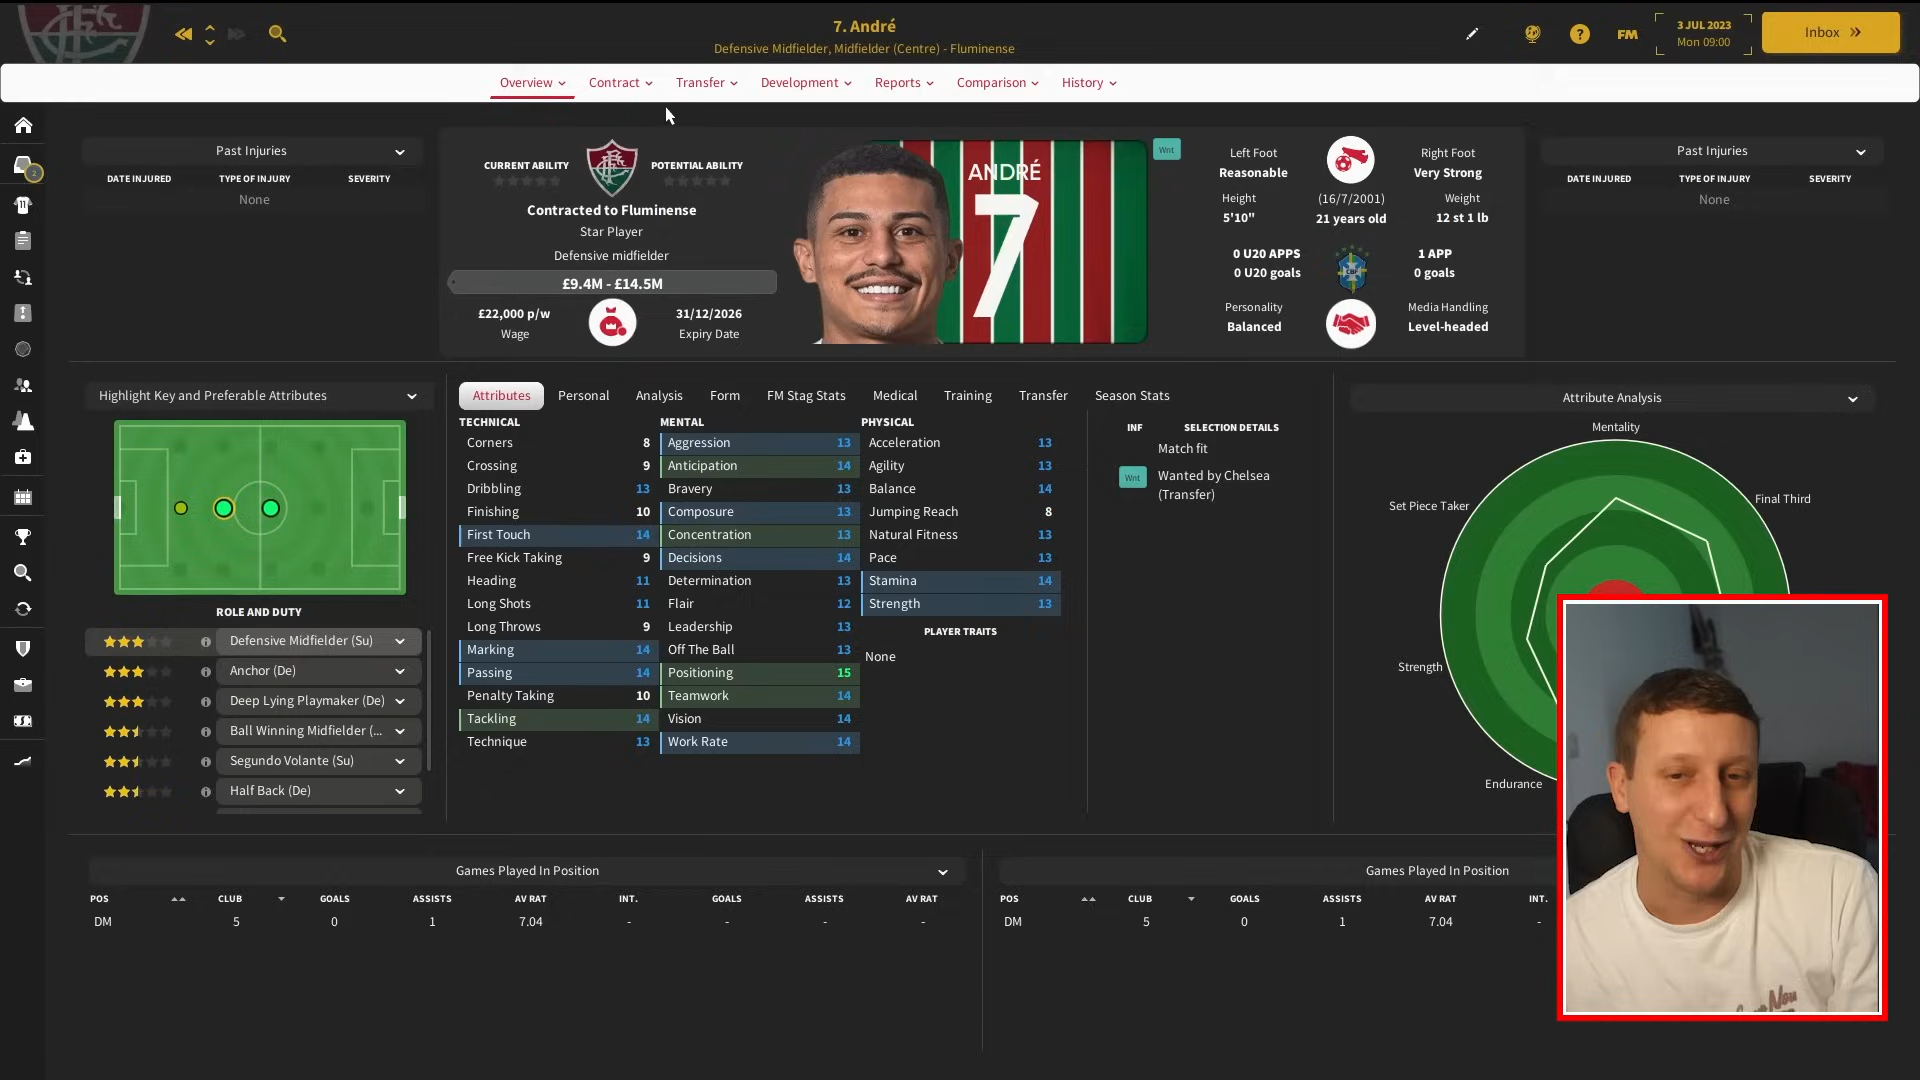 7. André
Defensive Midfielder, Midfielder (Centre) - Fluminense
FM
3 JUL 2023
Mon 09:00
Inbox
Overview
Contract
Transfer
Development
Reports
Comparison
History
2
11
Past Injuries
DATE INJURED TYPE OF INJURY SEVERITY
None
CURRENT ABILITY
POTENTIAL ABILITY
Contracted to Fluminense
Star Player
Defensive midfielder
£9.4M - £14.5M
£22,000 p/w
Wage
31/12/2026
Expiry Date
ANDRÉ
7
Wnt
Left Foot
Reasonable
Right Foot
Very Strong
Height
5'10"
(16/7/2001)
21 years old
Weight
12 st 1 lb
0 U20 APPS
0 U20 goals
CBF
1 APP
0 goals
Personality
Balanced
Media Handling
Level-headed
Past Injuries
DATE INJURED TYPE OF INJURY SEVERITY
None
Highlight Key and Preferable Attributes
ROLE AND DUTY
Defensive Midfielder (Su)
Anchor (De)
Deep Lying Playmaker (De)
Ball Winning Midfielder (...
Segundo Volante (Su)
Half Back (De)
Attributes Personal Analysis Form FM Stag Stats Medical Training Transfer Season Stats
TECHNICAL
Corners 8
Crossing 9
Dribbling 13
Finishing 10
First Touch 14
Free Kick Taking 9
Heading 11
Long Shots 11
Long Throws 9
Marking 14
Passing 14
Penalty Taking 10
Tackling 14
Technique 13
MENTAL
Aggression 13
Anticipation 14
Bravery 13
Composure 13
Concentration 13
Decisions 14
Determination 13
Flair 12
Leadership 13
Off The Ball 13
Positioning 15
Teamwork 14
Vision 14
Work Rate 14
PHYSICAL
Acceleration 13
Agility 13
Balance 14
Jumping Reach 8
Natural Fitness 13
Pace 13
Stamina 14
Strength 13
PLAYER TRAITS
None
INF SELECTION DETAILS
Match fit
Wnt
Wanted by Chelsea
(Transfer)
Attribute Analysis
Mentality
Set Piece Taker
Final Third
Strength
Endurance
Games Played In Position
POS CLUB GOALS ASSISTS AV RAT INT. GOALS ASSISTS AV RAT
DM 5 0 1 7.04 - - - -
Games Played In Position
POS CLUB GOALS ASSISTS AV RAT INT.
DM 5 0 1 7.04 -